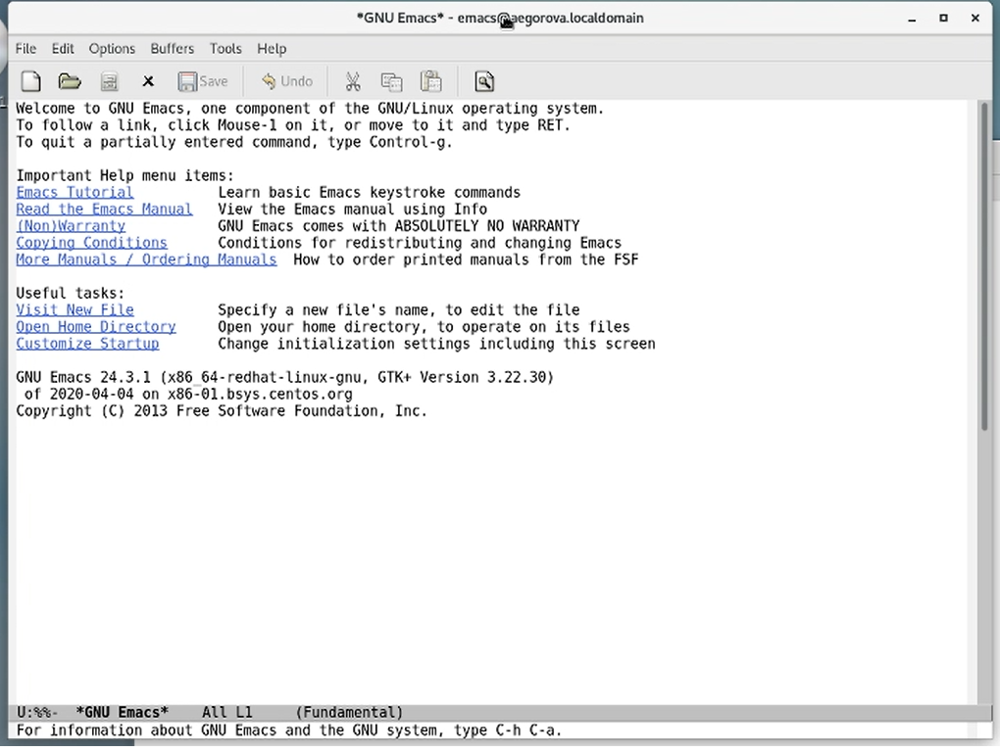 *GNU Emacs* - emacs@aegorova.localdomain
File Edit Options Buffers Tools Help
Save Undo
Welcome to GNU Emacs, one component of the GNU/Linux operating system.
To follow a link, click Mouse-1 on it, or move to it and type RET.
To quit a partially entered command, type Control-g.
Important Help menu items:
Emacs Tutorial Learn basic Emacs keystroke commands
Read the Emacs Manual View the Emacs manual using Info
(Non)Warranty GNU Emacs comes with ABSOLUTELY NO WARRANTY
Copying Conditions Conditions for redistributing and changing Emacs
More Manuals / Ordering Manuals How to order printed manuals from the FSF
Useful tasks:
Visit New File Specify a new file's name, to edit the file
Open Home Directory Open your home directory, to operate on its files
Customize Startup Change initialization settings including this screen
GNU Emacs 24.3.1 (x86_64-redhat-linux-gnu, GTK+ Version 3.22.30)
of 2020-04-04 on x86-01.bsys.centos.org
Copyright (C) 2013 Free Software Foundation, Inc.
U:%%- *GNU Emacs* All L1 (Fundamental)
For information about GNU Emacs and the GNU system, type C-h C-a.